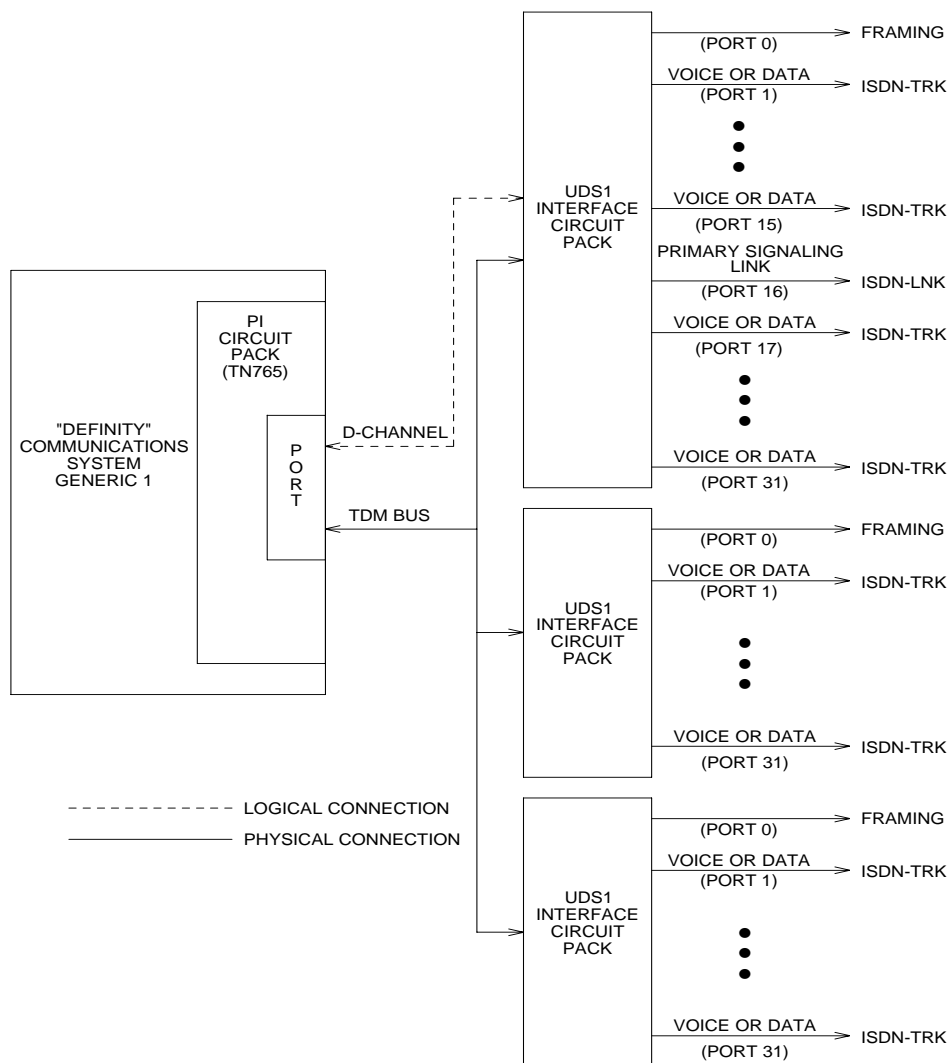 (PORT 0)
FRAMING
VOICE OR DATA
(PORT 1)
ISDN-TRK
UDS1
INTERFACE
CIRCUIT
PACK
VOICE OR DATA
(PORT 15)
ISDN-TRK
PRIMARY SIGNALING
LINK
(PORT 16)
ISDN-LNK
VOICE OR DATA
(PORT 17)
ISDN-TRK
VOICE OR DATA
(PORT 31)
ISDN-TRK
"DEFINITY"
COMMUNICATIONS
SYSTEM
GENERIC 1
PI
CIRCUIT
PACK
(TN765)
P
O
R
T
D-CHANNEL
TDM BUS
(PORT 0)
FRAMING
VOICE OR DATA
(PORT 1)
ISDN-TRK
UDS1
INTERFACE
CIRCUIT
PACK
VOICE OR DATA
(PORT 31)
ISDN-TRK
LOGICAL CONNECTION
PHYSICAL CONNECTION
(PORT 0)
FRAMING
VOICE OR DATA
(PORT 1)
ISDN-TRK
UDS1
INTERFACE
CIRCUIT
PACK
VOICE OR DATA
(PORT 31)
ISDN-TRK